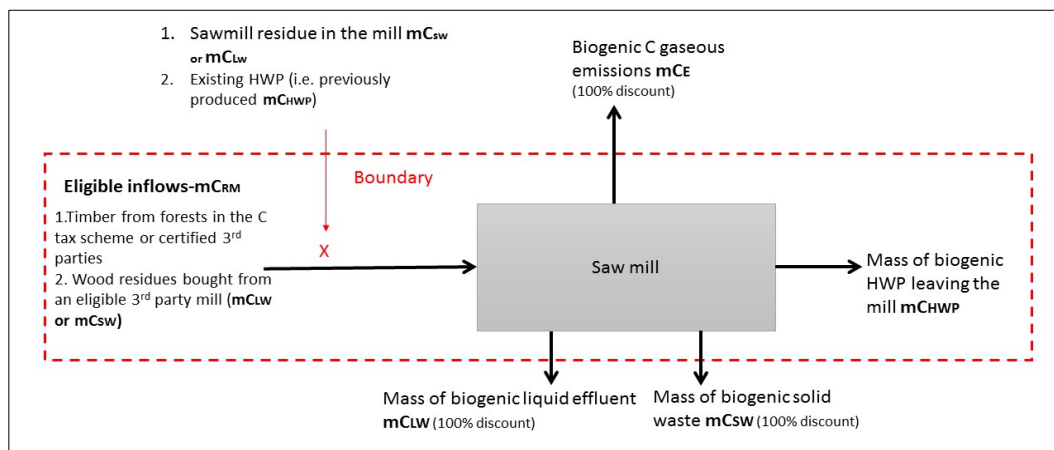 1. Sawmill residue in the mill mCsw
or mCLw
2. Existing HWP (i.e. previously
produced mCHWP)
Biogenic C gaseous
emissions mCE
(100% discount)
Boundary
Eligible inflows-mCRM
1.Timber from forests in the C
tax scheme or certified 3rd
parties
2. Wood residues bought from
an eligible 3rd party mill (mCLW
or mCsw)
X
Saw mill
Mass of biogenic
HWP leaving the
mill mCHWP
Mass of biogenic liquid effluent
mCLW (100% discount)
Mass of biogenic solid
waste mCSW (100% discount)